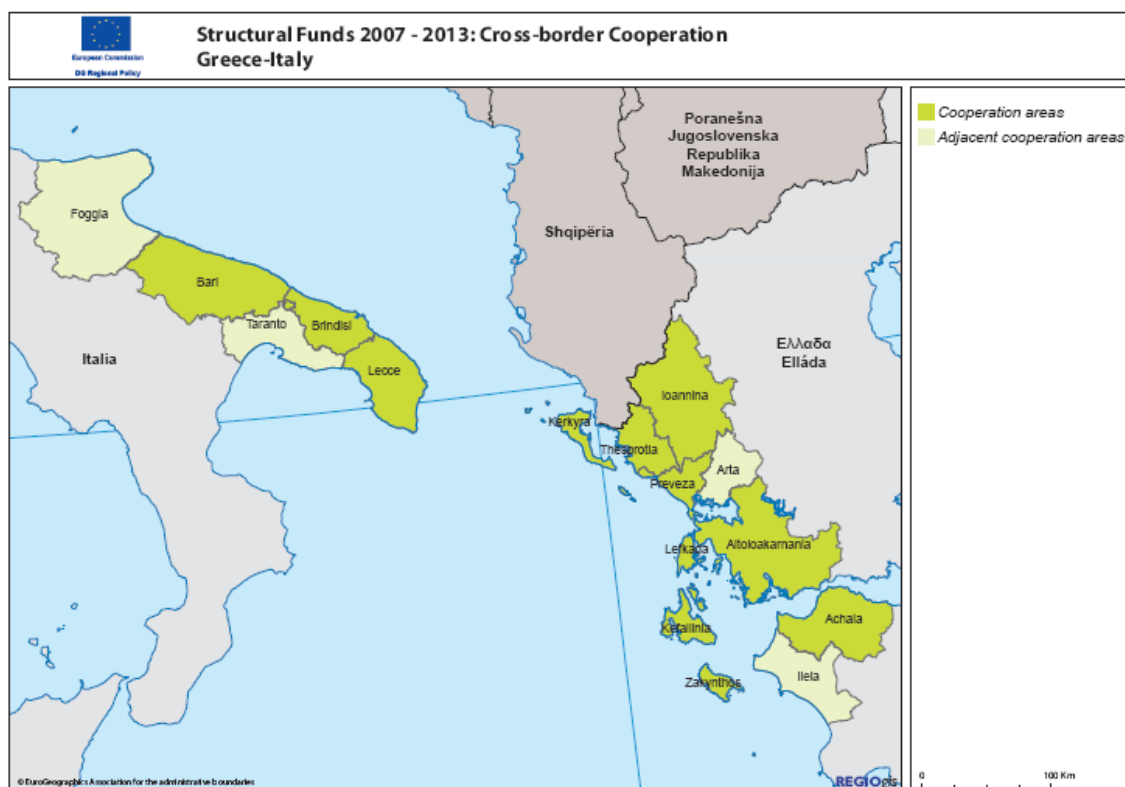 Structural Funds 2007 - 2013: Cross-border Cooperation
Greece-Italy
European Commission
DG Regional Policy
Cooperation areas
Adjacent cooperation areas
Poranešna
Jugoslovenska
Republika
Makedonija
Shqipëria
Foggia
Bari
Taranto
Brindisi
Lecce
Italia
Ελλαδα
Elláda
Ioannina
Kerkyra
Thesprotia
Arta
Preveza
Lefkada
Aitoloakarnania
Kefallinia
Achaia
Ileia
Zakynthos
© EuroGeographics Association for the administrative boundaries
REGIOgis
0 100 Km